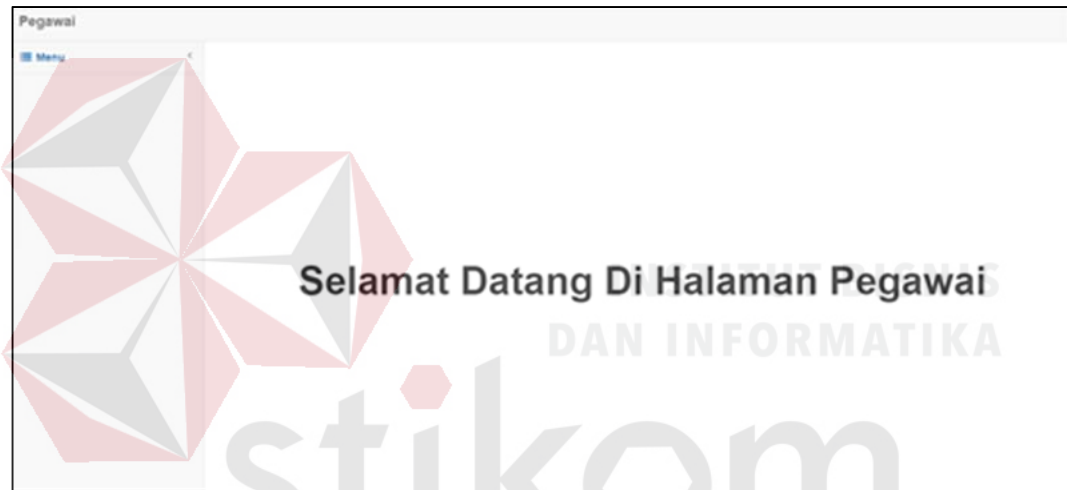 Pegawai
Menu
Selamat Datang Di Halaman Pegawai
INSTITUT BISNIS
DAN INFORMATIKA
stikom